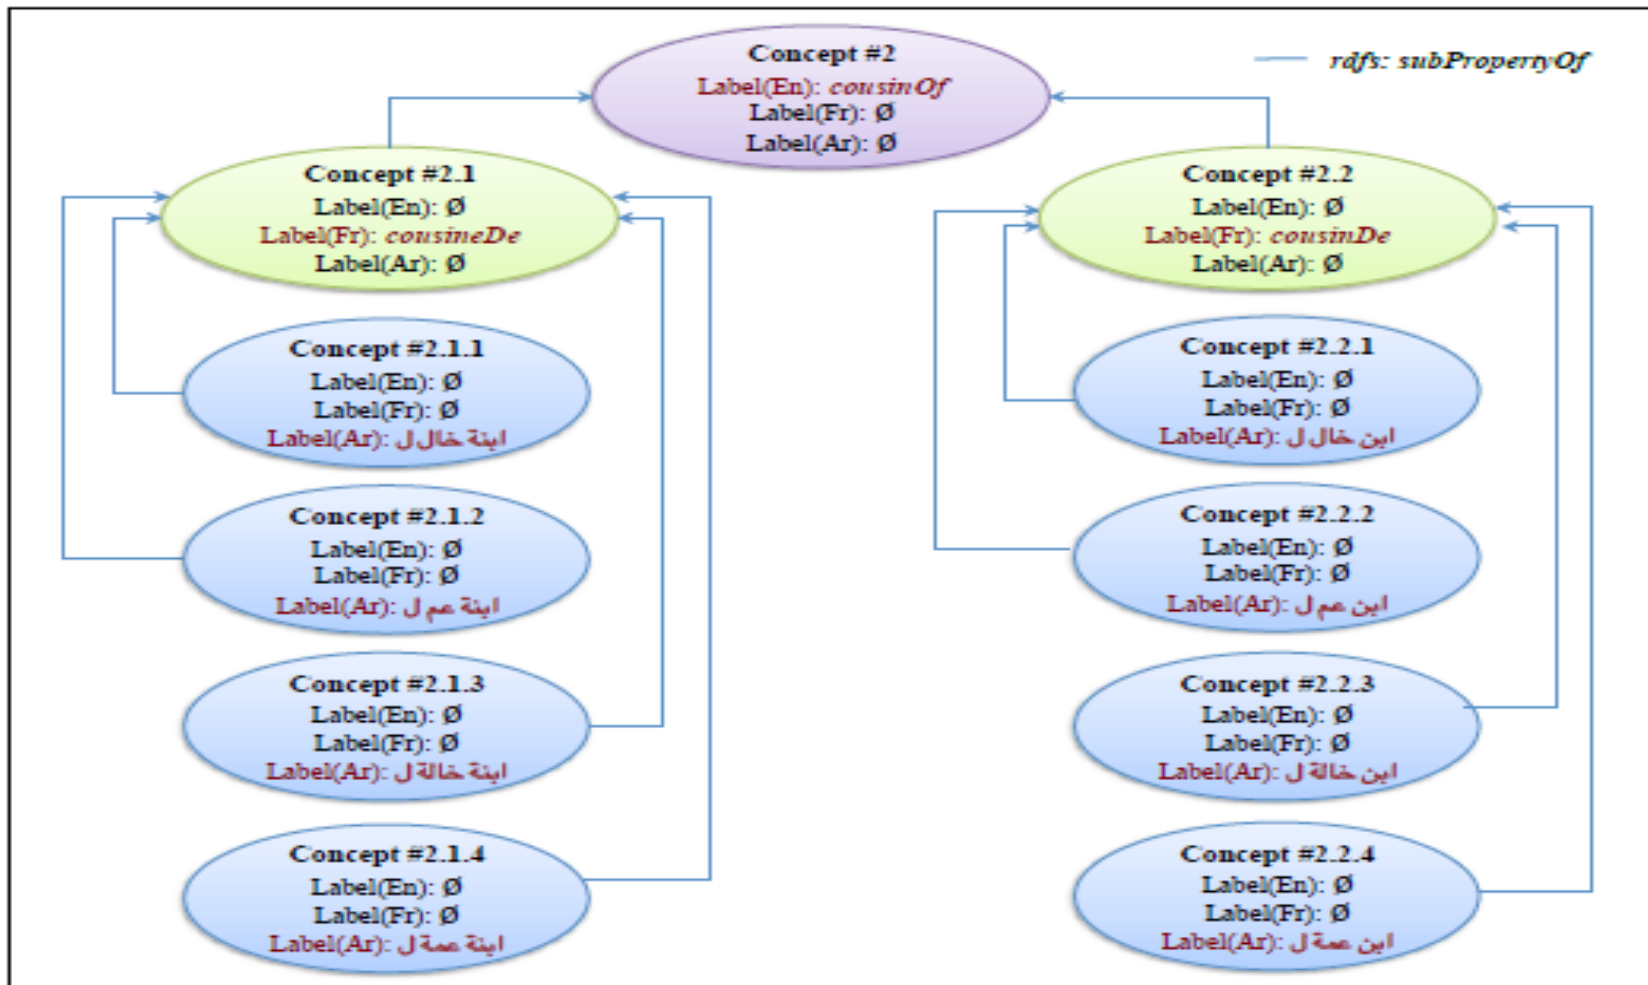 Concept #2
Label(En): cousinOf
Label(Fr): Ø
Label(Ar): Ø
rdfs: subPropertyOf
Concept #2.1
Label(En): Ø
Label(Fr): cousineDe
Label(Ar): Ø
Concept #2.2
Label(En): Ø
Label(Fr): cousinDe
Label(Ar): Ø
Concept #2.1.1
Label(En): Ø
Label(Fr): Ø
Label(Ar): ابنة خال ل
Concept #2.2.1
Label(En): Ø
Label(Fr): Ø
Label(Ar): ابن خال ل
Concept #2.1.2
Label(En): Ø
Label(Fr): Ø
Label(Ar): ابنة عم ل
Concept #2.2.2
Label(En): Ø
Label(Fr): Ø
Label(Ar): ابن عم ل
Concept #2.1.3
Label(En): Ø
Label(Fr): Ø
Label(Ar): ابنة خالة ل
Concept #2.2.3
Label(En): Ø
Label(Fr): Ø
Label(Ar): ابن خالة ل
Concept #2.1.4
Label(En): Ø
Label(Fr): Ø
Label(Ar): ابنة عمة ل
Concept #2.2.4
Label(En): Ø
Label(Fr): Ø
Label(Ar): ابن عمة ل